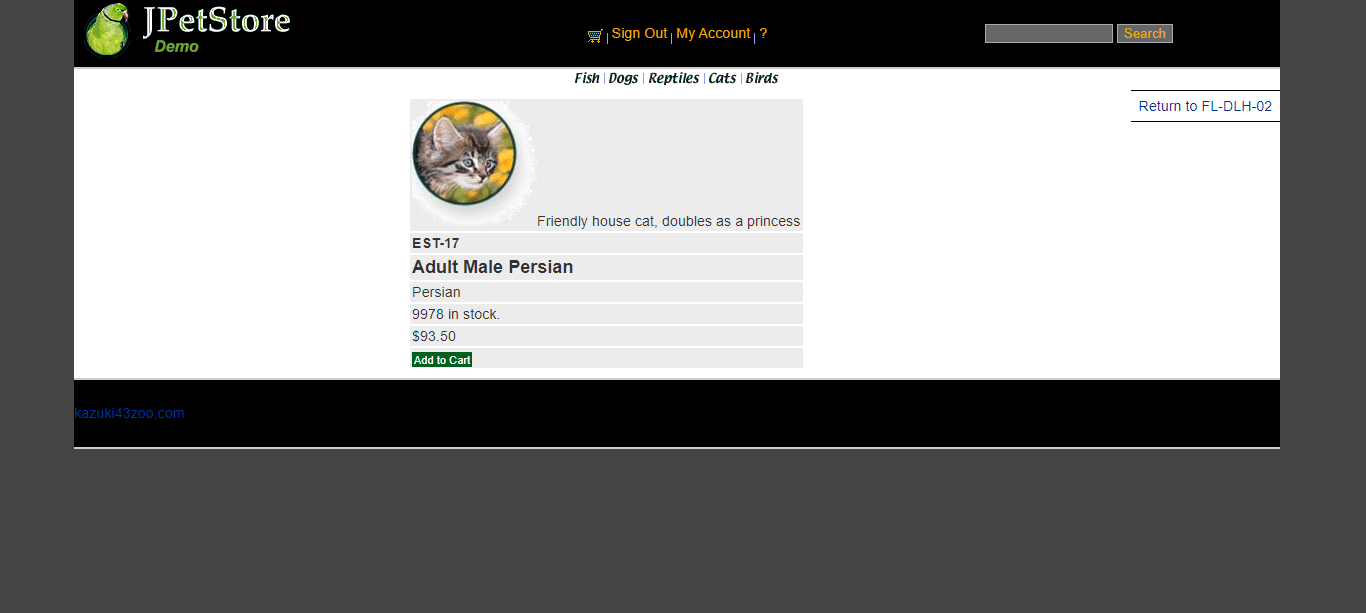 JPetStore
Demo
Sign Out | My Account | ?
Search
Fish | Dogs | Reptiles | Cats | Birds
Return to FL-DLH-02
Friendly house cat, doubles as a princess
EST-17
Adult Male Persian
Persian
9978 in stock.
$93.50
Add to Cart
kazuki43zoo.com